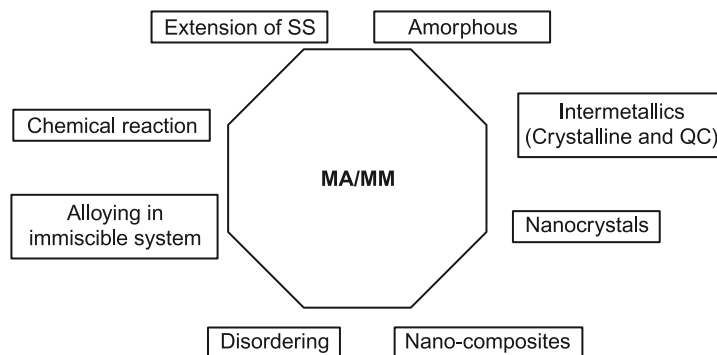 Extension of SS
Amorphous
Chemical reaction
Intermetallics
(Crystalline and QC)
MA/MM
Alloying in
immiscible system
Nanocrystals
Disordering
Nano-composites